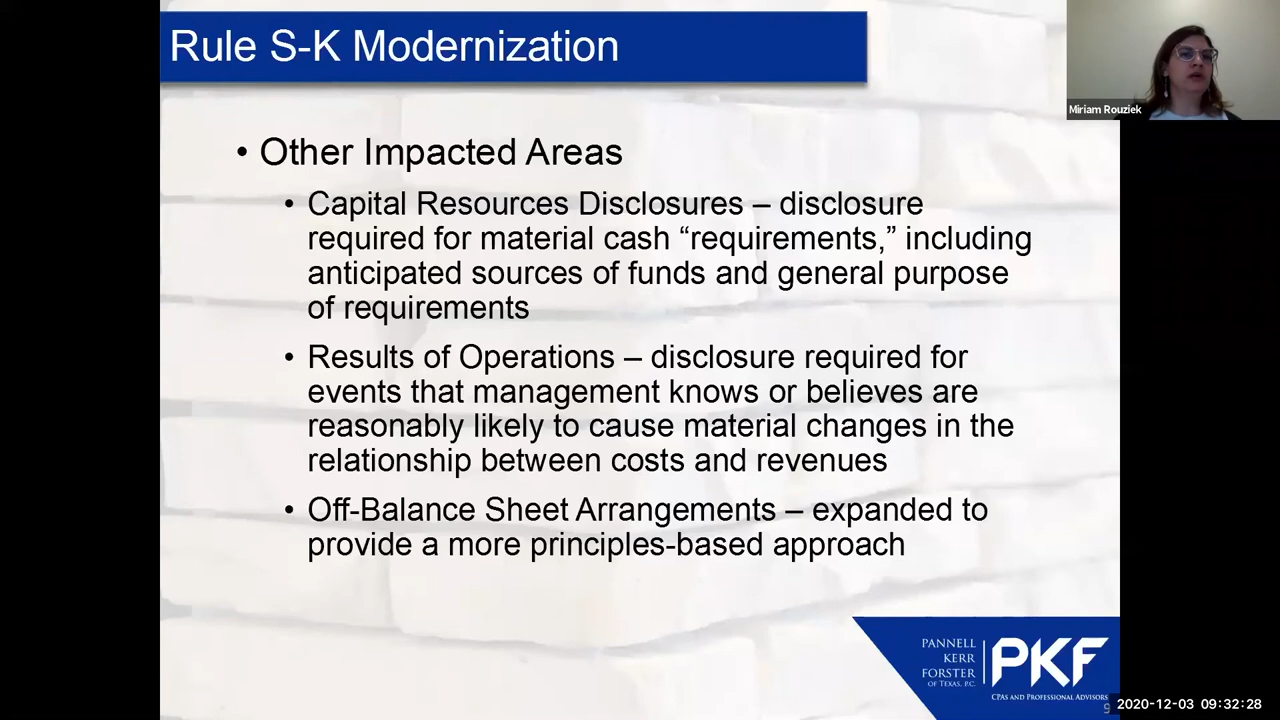 Rule S-K Modernization
Miriam Rouziek
• Other Impacted Areas
• Capital Resources Disclosures – disclosure
required for material cash “requirements,” including
anticipated sources of funds and general purpose
of requirements
• Results of Operations – disclosure required for
events that management knows or believes are
reasonably likely to cause material changes in the
relationship between costs and revenues
• Off-Balance Sheet Arrangements – expanded to
provide a more principles-based approach
PANNELL
KERR
FORSTER
OF TEXAS, P.C.
PKF
CPAS AND PROFESSIONAL ADVISORS
9
2020-12-03 09:32:28